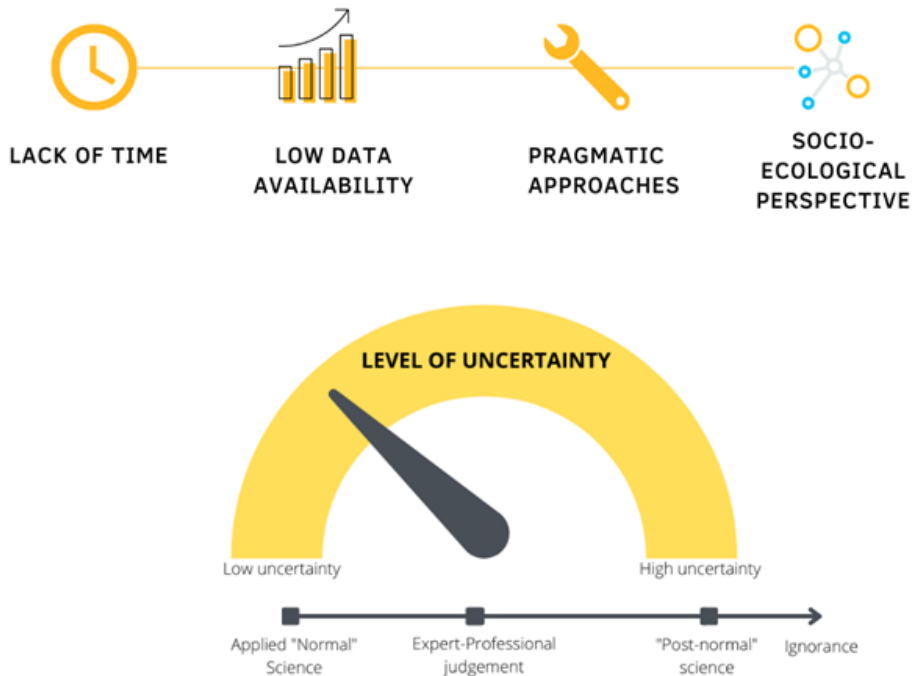 LACK OF TIME
LOW DATA
AVAILABILITY
PRAGMATIC
APPROACHES
SOCIO-
ECOLOGICAL
PERSPECTIVE
LEVEL OF UNCERTAINTY
Low uncertainty
High uncertainty
Applied "Normal"
Science
Expert-Professional
judgement
"Post-normal"
science
Ignorance